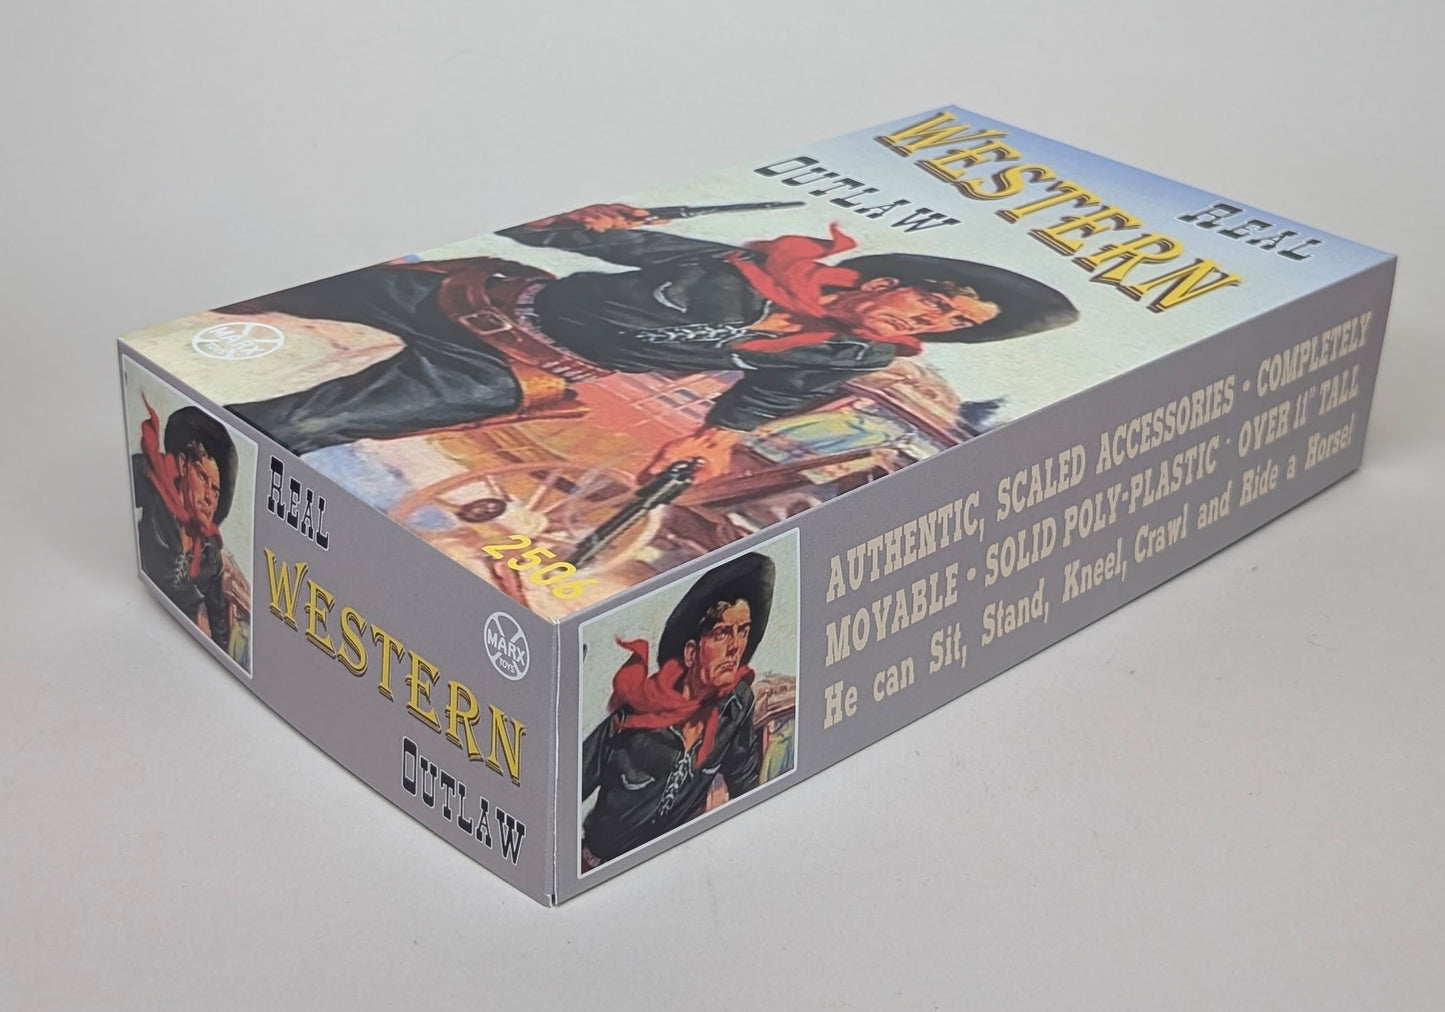 REAL
WESTERN
OUTLAW
MARX
TOYS
2506
REAL
WESTERN
OUTLAW
MARX
TOYS
AUTHENTIC, SCALED ACCESSORIES · COMPLETELY
MOVABLE · SOLID POLY-PLASTIC · OVER 11" TALL
He can Sit, Stand, Kneel, Crawl and Ride a Horse!